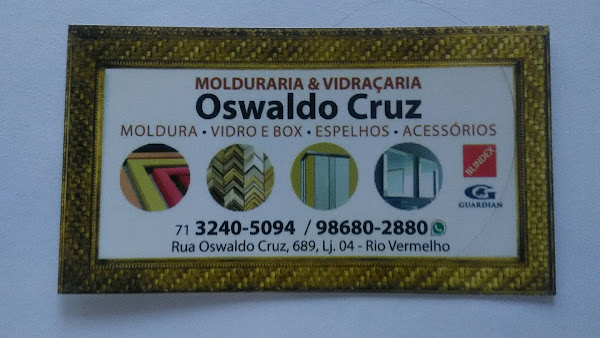 MOLDURARIA & VIDRAÇARIA
Oswaldo Cruz
MOLDURA • VIDRO E BOX • ESPELHOS • ACESSÓRIOS
BLINDEX
GUARDIAN
71 3240-5094 / 98680-2880
Rua Oswaldo Cruz, 689, Lj. 04 - Rio Vermelho